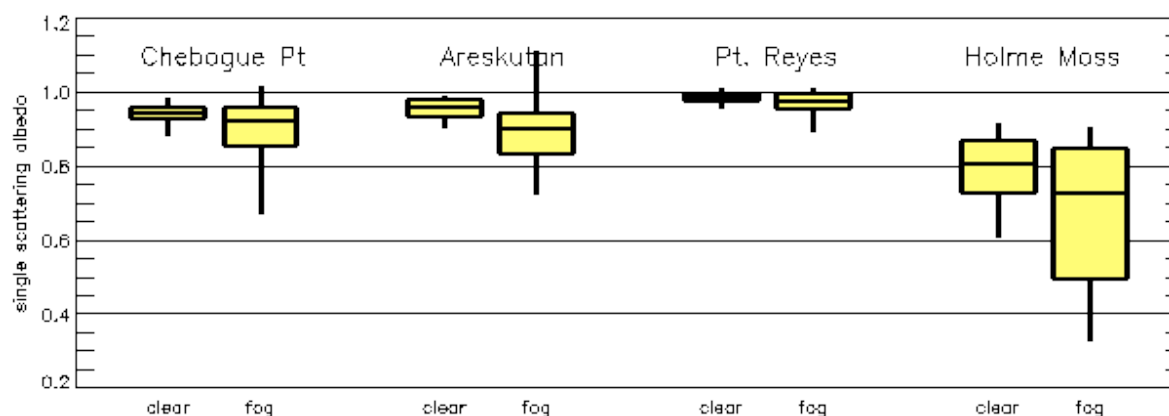 1.2
Chebogue Pt Areskutan Pt. Reyes Holme Moss
1.0
0.8
0.6
0.4
0.2
single scattering albedo
clear fog clear fog clear fog clear fog